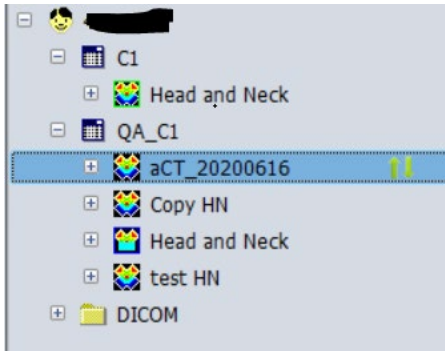 C1
Head and Neck
QA_C1
aCT_20200616
Copy HN
Head and Neck
test HN
DICOM